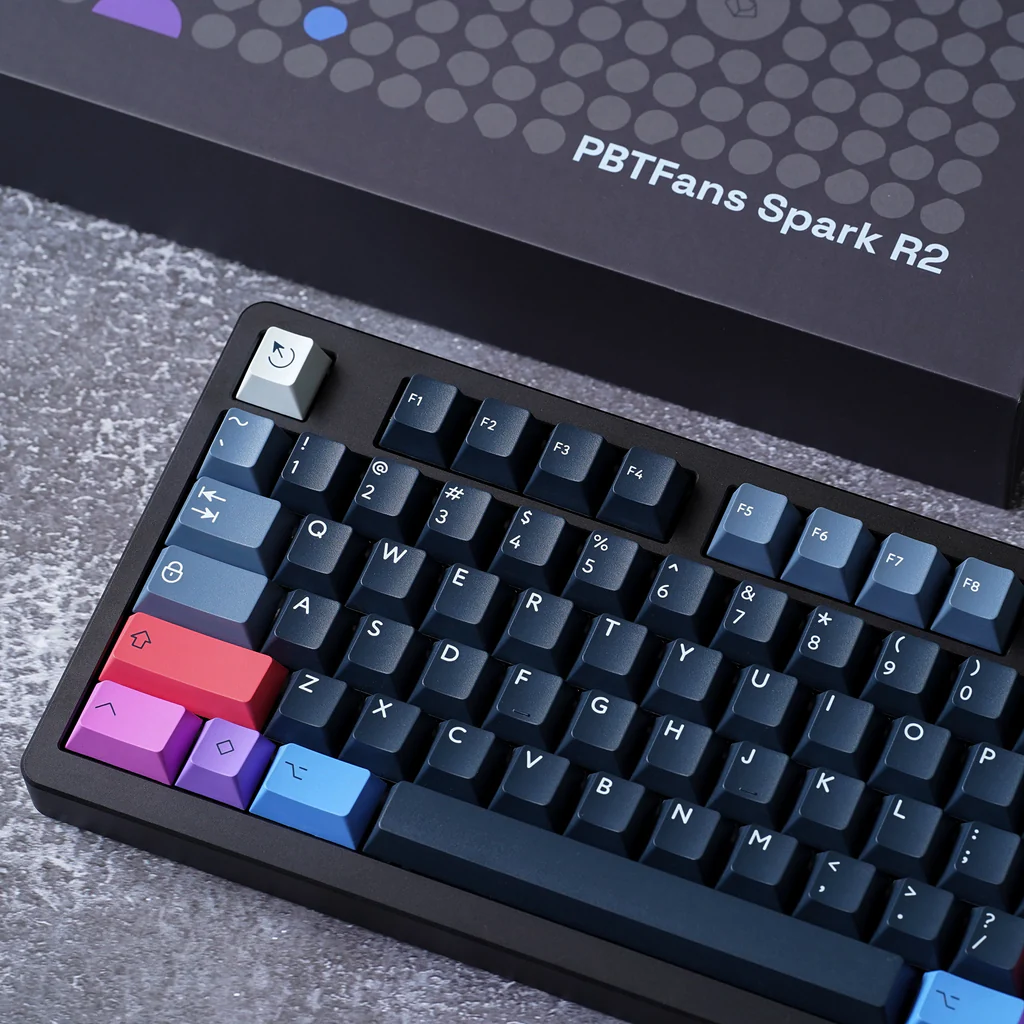 PBTFans Spark R2
F1 F2 F3 F4 F5 F6 F7 F8
~ ! @ # $ % ^ & * ( )
` 1 2 3 4 5 6 7 8 9 0
Q W E R T Y U I O P
A S D F G H J K L : ;
Z X C V B N M < , > . ? /